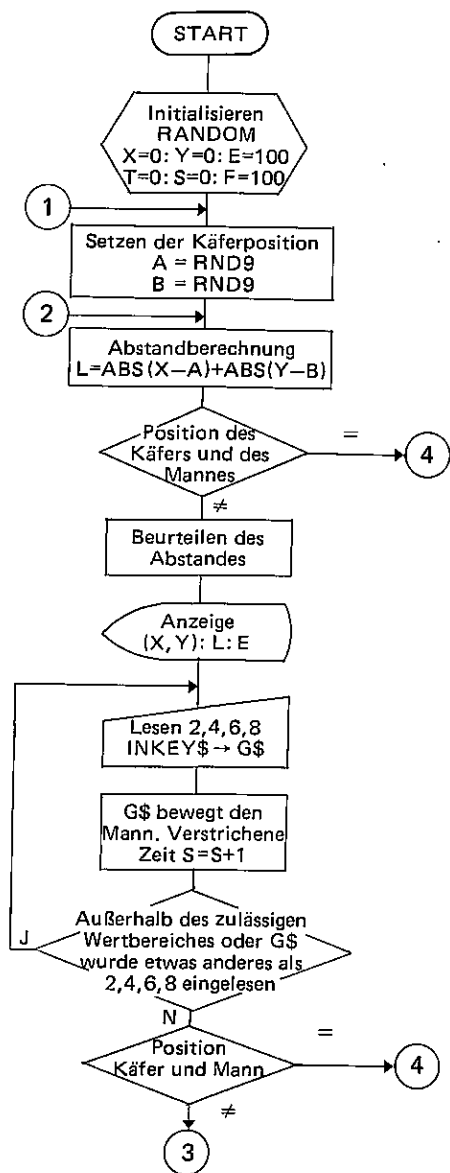 START
Initialisieren
RANDOM
X=0: Y=0: E=100
T=0: S=0: F=100
1
Setzen der Käferposition
A = RND9
B = RND9
2
Abstandberechnung
L=ABS(X–A)+ABS(Y–B)
Position des
Käfers und des
Mannes
=
4
≠
Beurteilen des
Abstandes
Anzeige
(X, Y): L: E
Lesen 2,4,6,8
INKEY$ → G$
G$ bewegt den
Mann. Verstrichene
Zeit S=S+1
J
Außerhalb des zulässigen
Wertbereiches oder G$
wurde etwas anderes als
2,4,6,8 eingelesen
N
Position
Käfer und Mann
=
4
≠
3